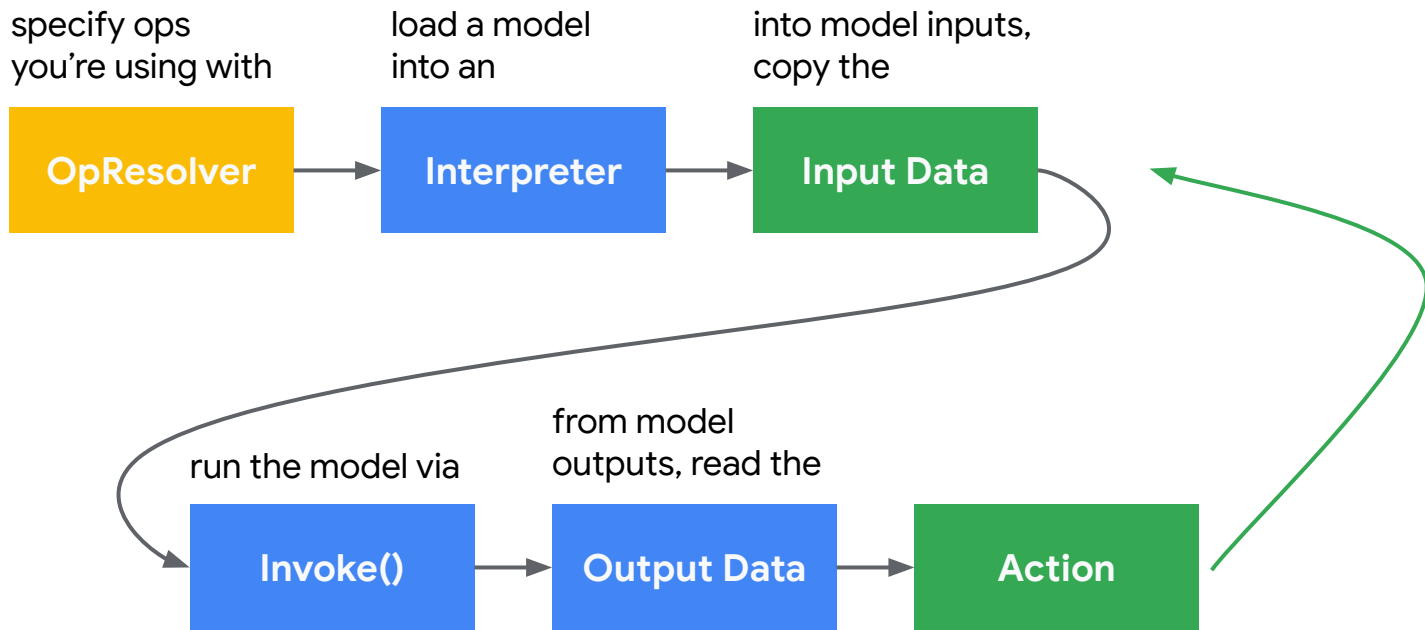 specify ops
you’re using with
OpResolver
load a model
into an
Interpreter
into model inputs,
copy the
Input Data
run the model via
Invoke()
from model
outputs, read the
Output Data
Action